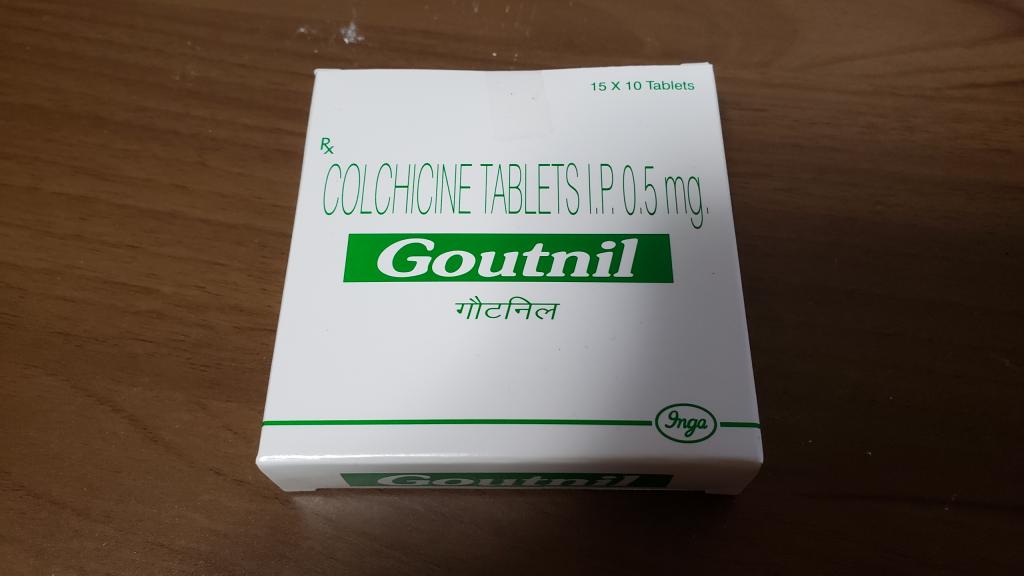 15 X 10 Tablets
Rx
COLCHICINE TABLETS I.P. 0.5 mg.
Goutnil
गौटनिल
Inga
Goutnil